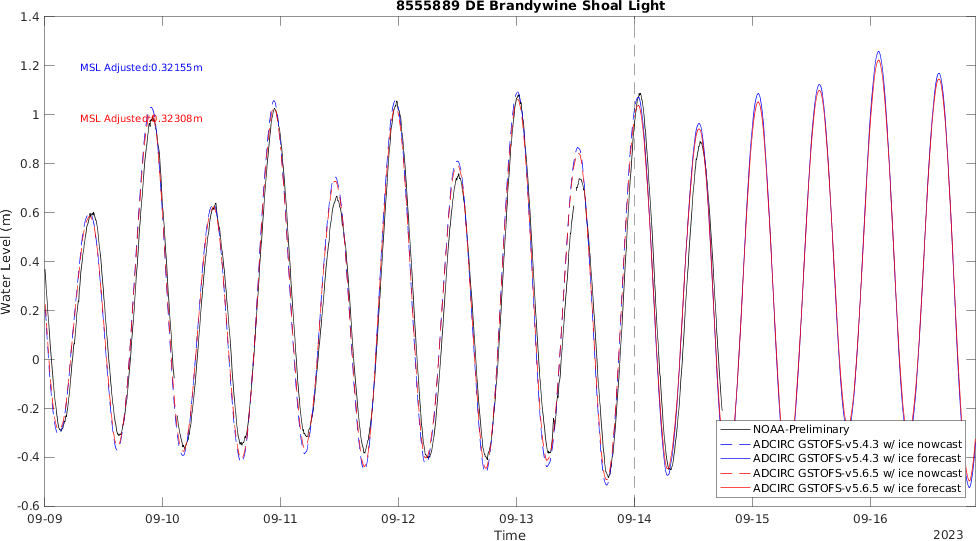 8555889 DE Brandywine Shoal Light
1.4
1.2
1
0.8
0.6
0.4
0.2
0
-0.2
-0.4
-0.6
Water Level (m)
MSL Adjusted:0.32155m
MSL Adjusted:0.32308m
NOAA-Preliminary
ADCIRC GSTOFS-v5.4.3 w/ ice nowcast
ADCIRC GSTOFS-v5.4.3 w/ ice forecast
ADCIRC GSTOFS-v5.6.5 w/ ice nowcast
ADCIRC GSTOFS-v5.6.5 w/ ice forecast
09-09 09-10 09-11 09-12 09-13 09-14 09-15 09-16
Time
2023